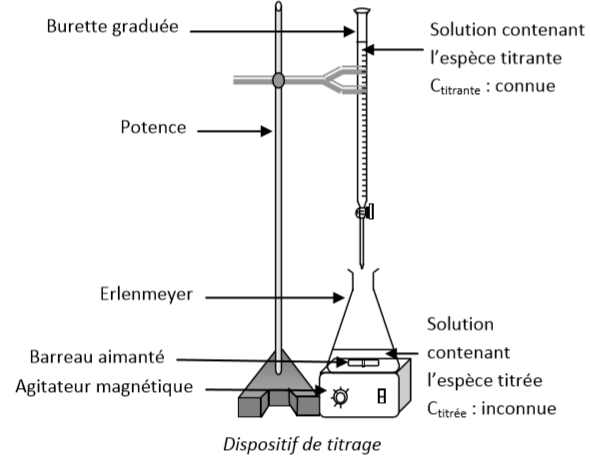 Burette graduée
Solution contenant
l’espèce titrante
Ctitrante : connue
Potence
Erlenmeyer
Solution
contenant
l’espèce titrée
Ctitrée : inconnue
Barreau aimanté
Agitateur magnétique
Dispositif de titrage